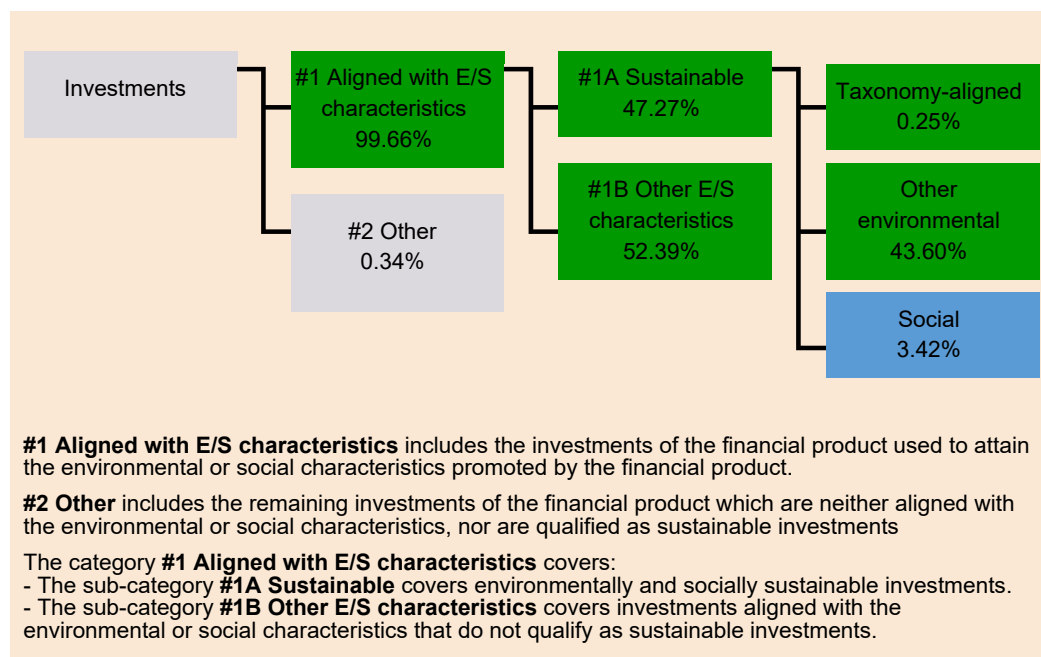 Investments
#1 Aligned with E/S
characteristics
99.66%
#2 Other
0.34%
#1A Sustainable
47.27%
#1B Other E/S
characteristics
52.39%
Taxonomy-aligned
0.25%
Other
environmental
43.60%
Social
3.42%
#1 Aligned with E/S characteristics includes the investments of the financial product used to attain
the environmental or social characteristics promoted by the financial product.
#2 Other includes the remaining investments of the financial product which are neither aligned with
the environmental or social characteristics, nor are qualified as sustainable investments
The category #1 Aligned with E/S characteristics covers:
- The sub-category #1A Sustainable covers environmentally and socially sustainable investments.
- The sub-category #1B Other E/S characteristics covers investments aligned with the
environmental or social characteristics that do not qualify as sustainable investments.